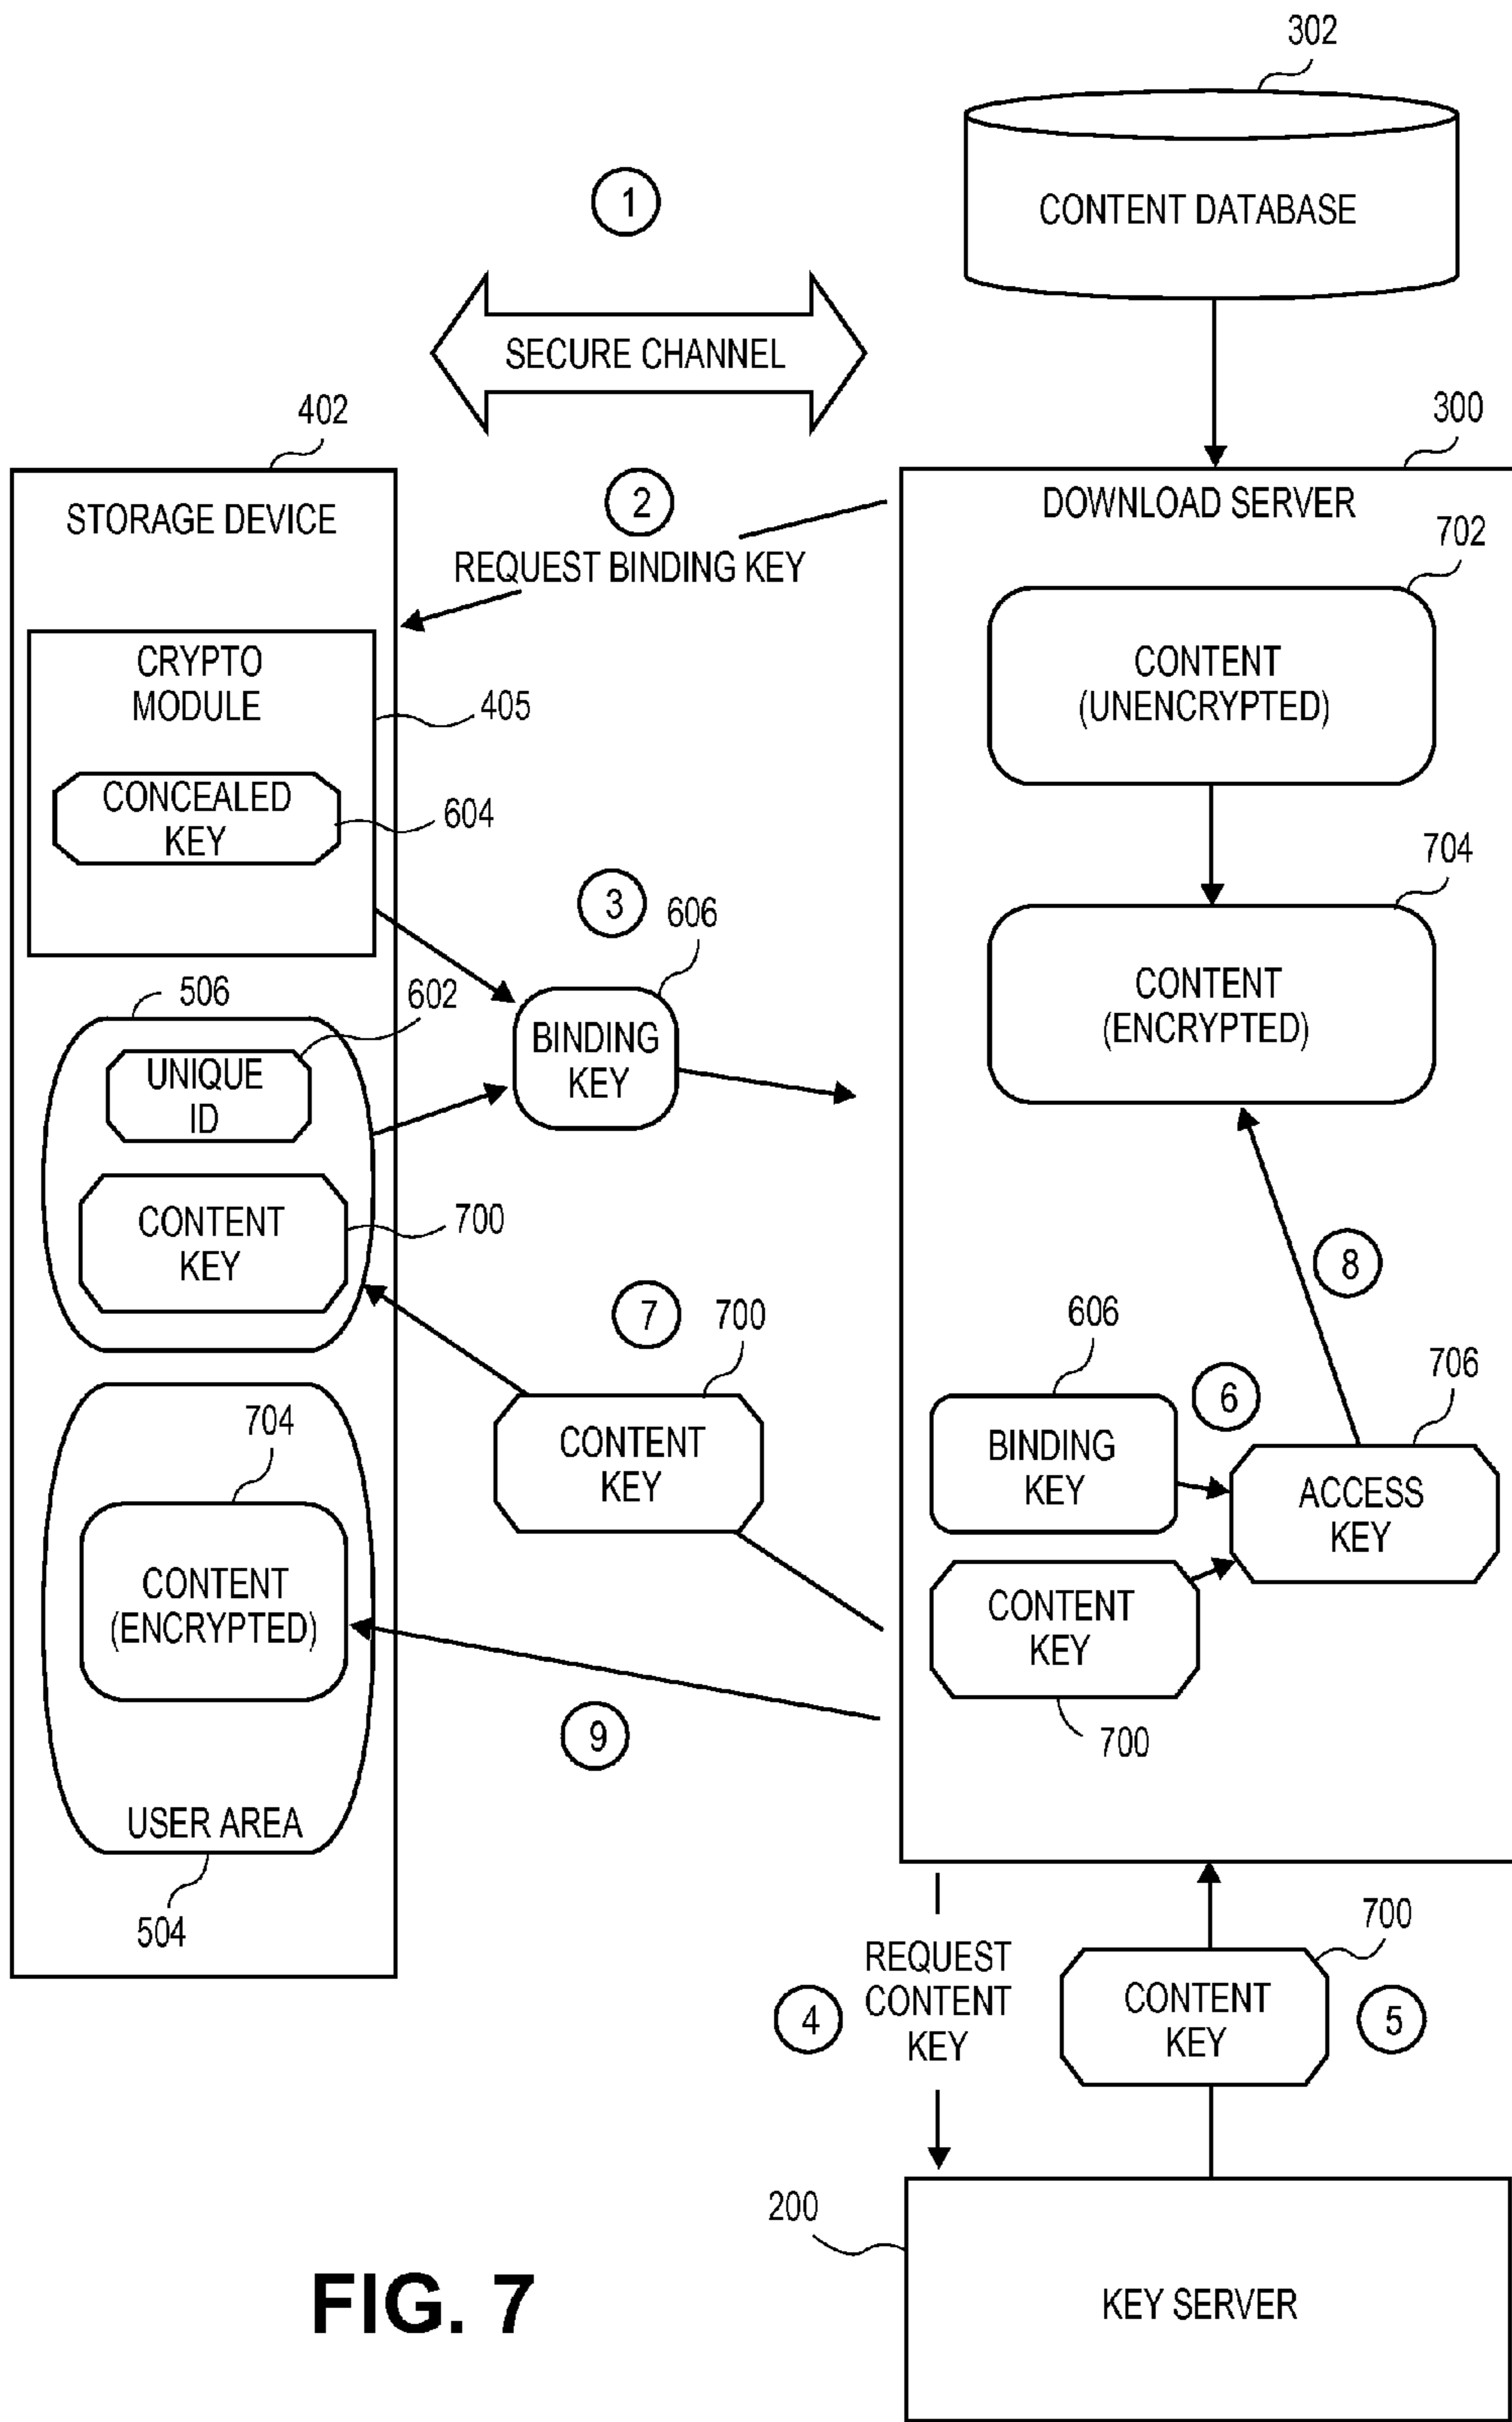 302
CONTENT DATABASE
1
SECURE CHANNEL
402
STORAGE DEVICE
2
REQUEST BINDING KEY
300
DOWNLOAD SERVER
702
CONTENT
(UNENCRYPTED)
CRYPTO
MODULE
405
CONCEALED
KEY
604
704
CONTENT
(ENCRYPTED)
3
606
BINDING
KEY
506
602
UNIQUE
ID
CONTENT
KEY
700
7
700
CONTENT
KEY
8
606
6
706
BINDING
KEY
ACCESS
KEY
CONTENT
KEY
700
704
CONTENT
(ENCRYPTED)
9
USER AREA
504
4
REQUEST
CONTENT
KEY
700
CONTENT
KEY
5
200
KEY SERVER
FIG. 7